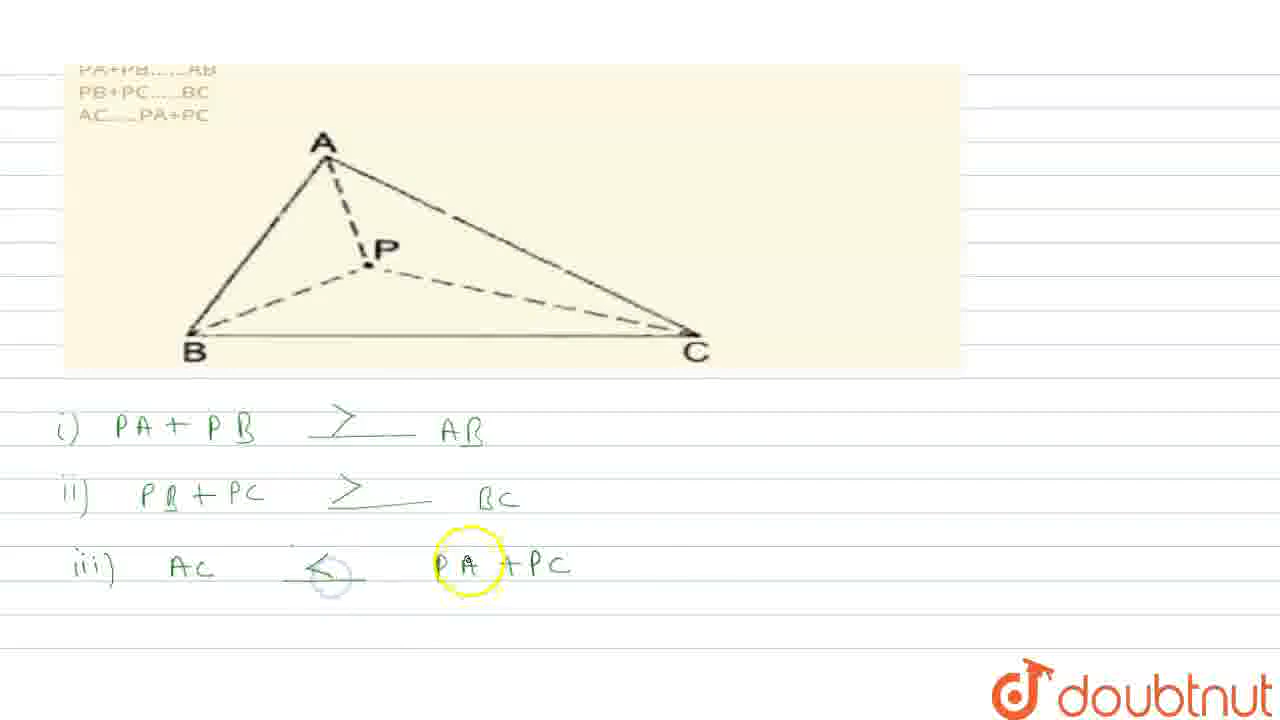 PA+PB......AB
PB+PC.....BC
AC.....PA+PC
A
P
B
C
i) PA + PB > AB
ii) PB + PC > BC
iii) AC < PA + PC
doubtnut